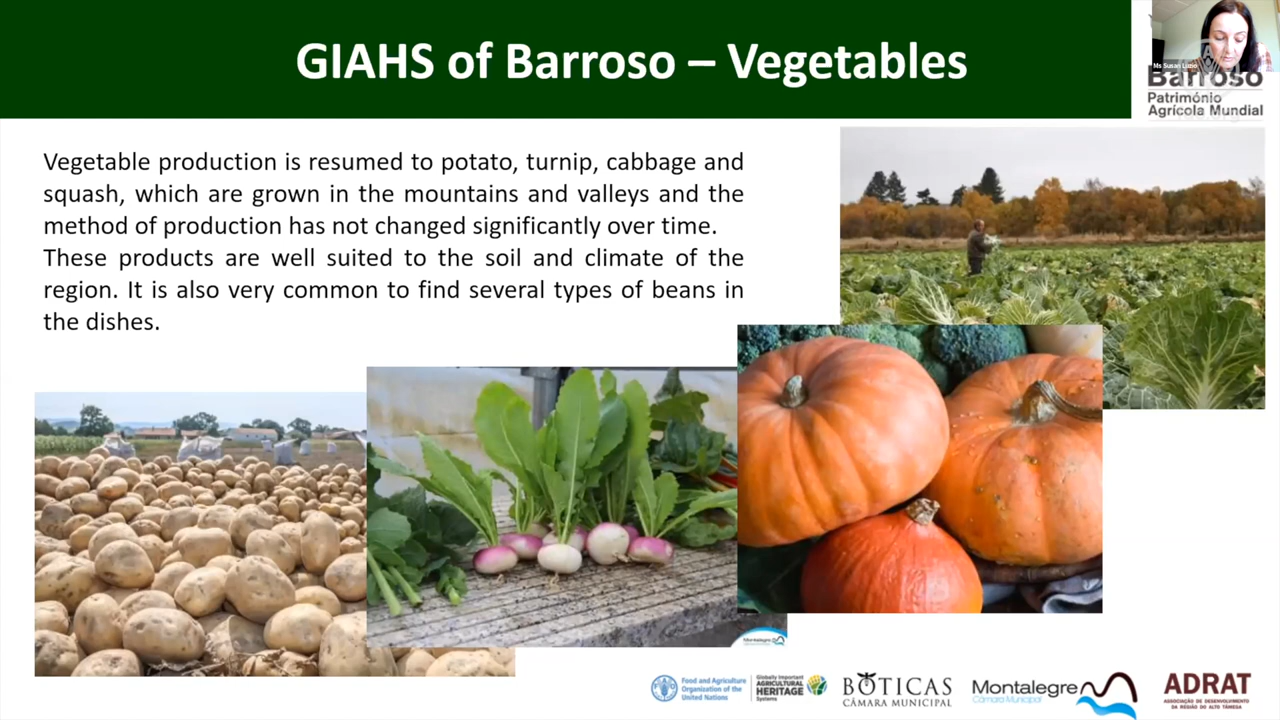 GIAHS of Barroso – Vegetables
Ms Susan
Barroso
Património
Agrícola Mundial
Vegetable production is resumed to potato, turnip, cabbage and
squash, which are grown in the mountains and valleys and the
method of production has not changed significantly over time.
These products are well suited to the soil and climate of the
region. It is also very common to find several types of beans in
the dishes.
Montalegre
Food and Agriculture
Organization of the
United Nations
Globally Important
AGRICULTURAL
HERITAGE
Systems
BOTICAS
CÂMARA MUNICIPAL
Montalegre
Câmara Municipal
ADRAT
ASSOCIAÇÃO DE DESENVOLVIMENTO
DA REGIÃO DO ALTO TÂMEGA